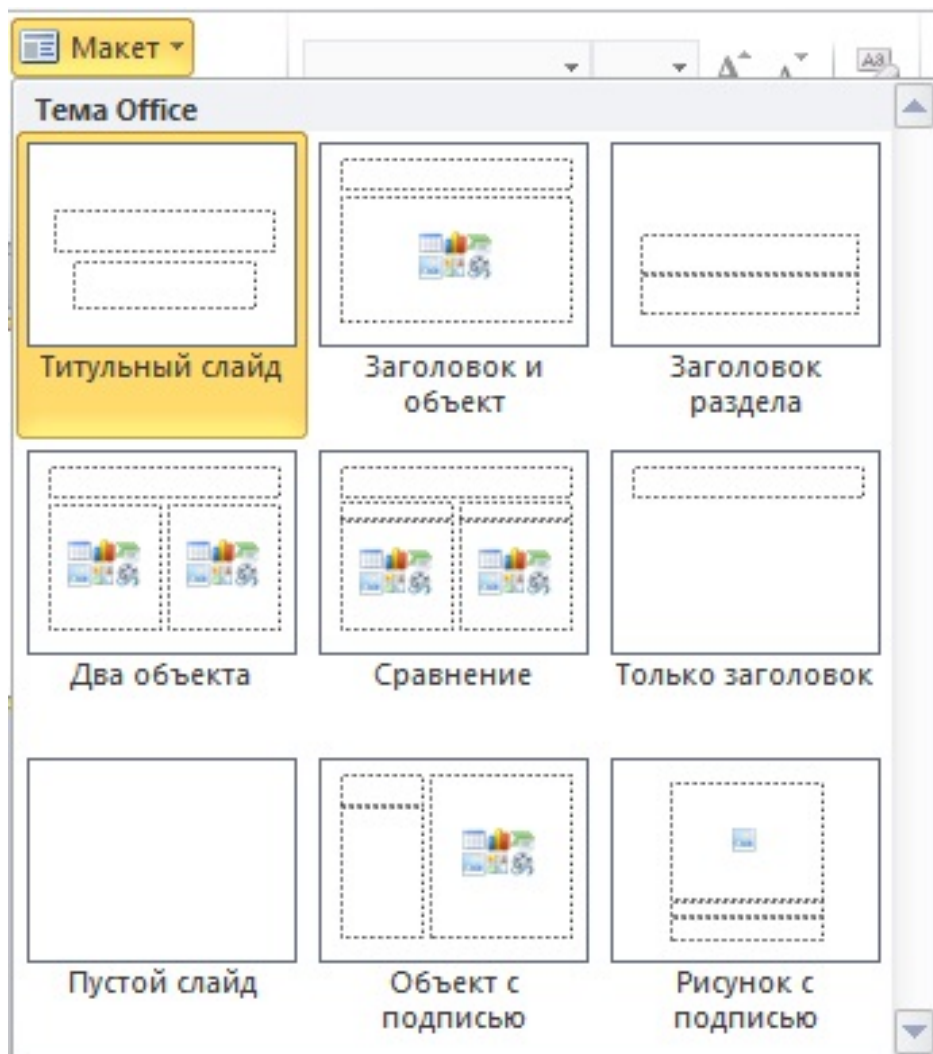 Макет
Тема Office
Титульный слайд
Заголовок и
объект
Заголовок
раздела
Два объекта
Сравнение
Только заголовок
Пустой слайд
Объект с
подписью
Рисунок с
подписью